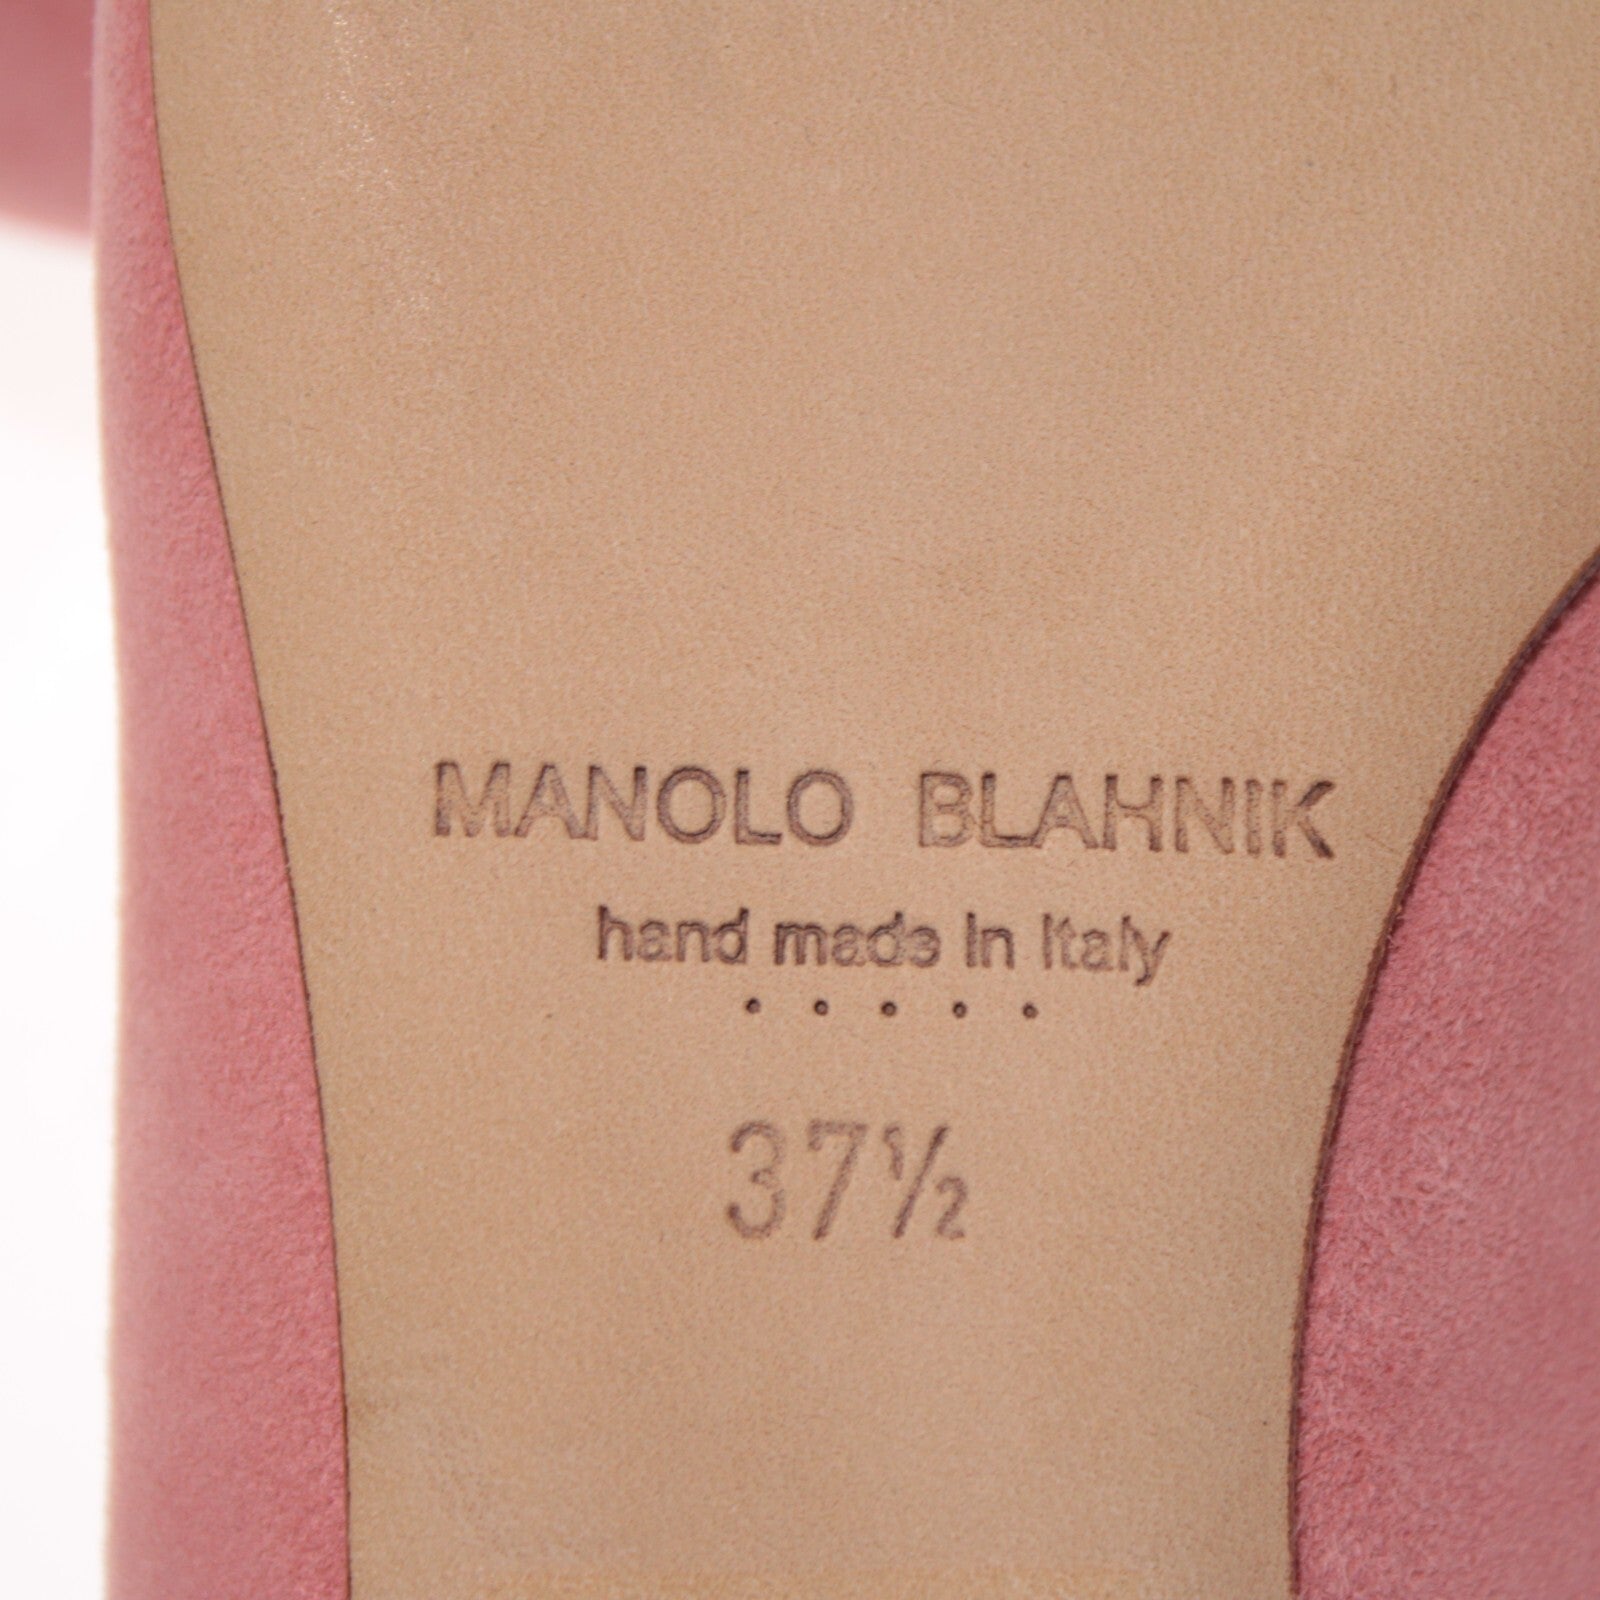 MANOLO BLAHNIK
hand made in Italy
.....
37½